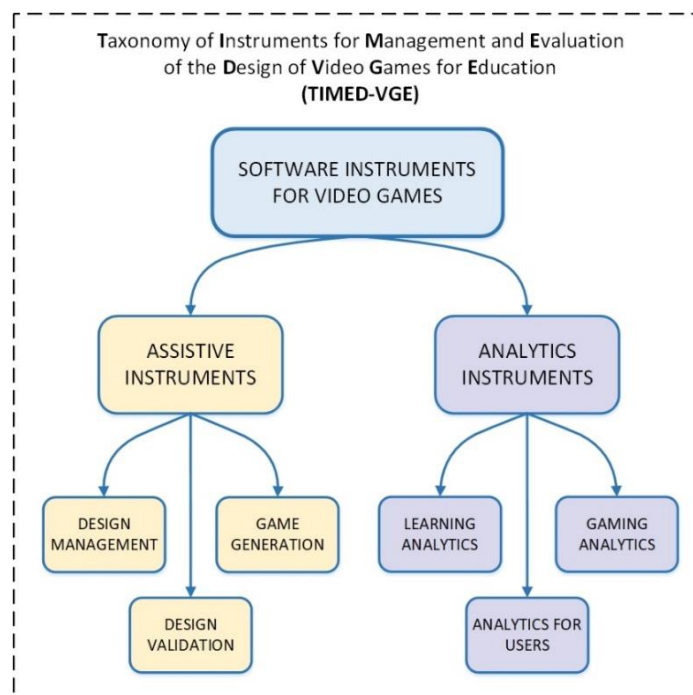 Taxonomy of Instruments for Management and Evaluation
of the Design of Video Games for Education
(TIMED-VGE)
SOFTWARE INSTRUMENTS
FOR VIDEO GAMES
ASSISTIVE
INSTRUMENTS
ANALYTICS
INSTRUMENTS
DESIGN
MANAGEMENT
GAME
GENERATION
LEARNING
ANALYTICS
GAMING
ANALYTICS
DESIGN
VALIDATION
ANALYTICS FOR
USERS